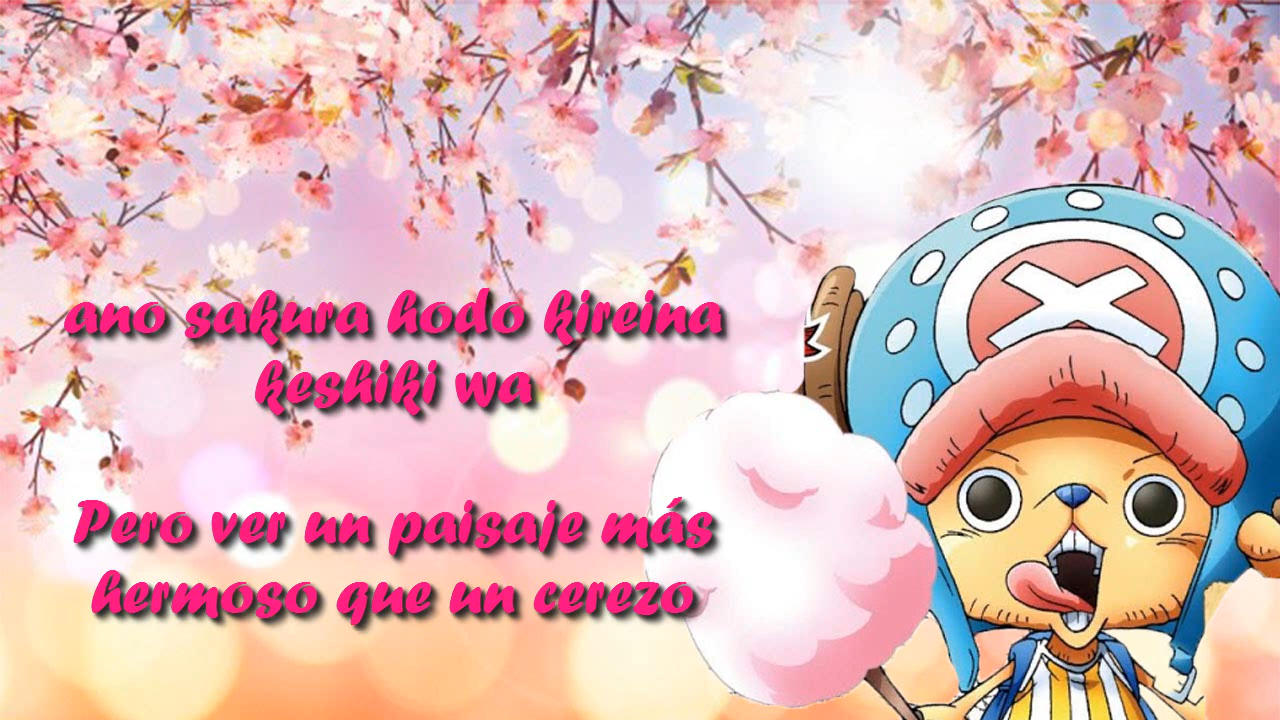 ano sakura hodo kireina
keshiki wa
Pero ver un paisaje más
hermoso que un cerezo